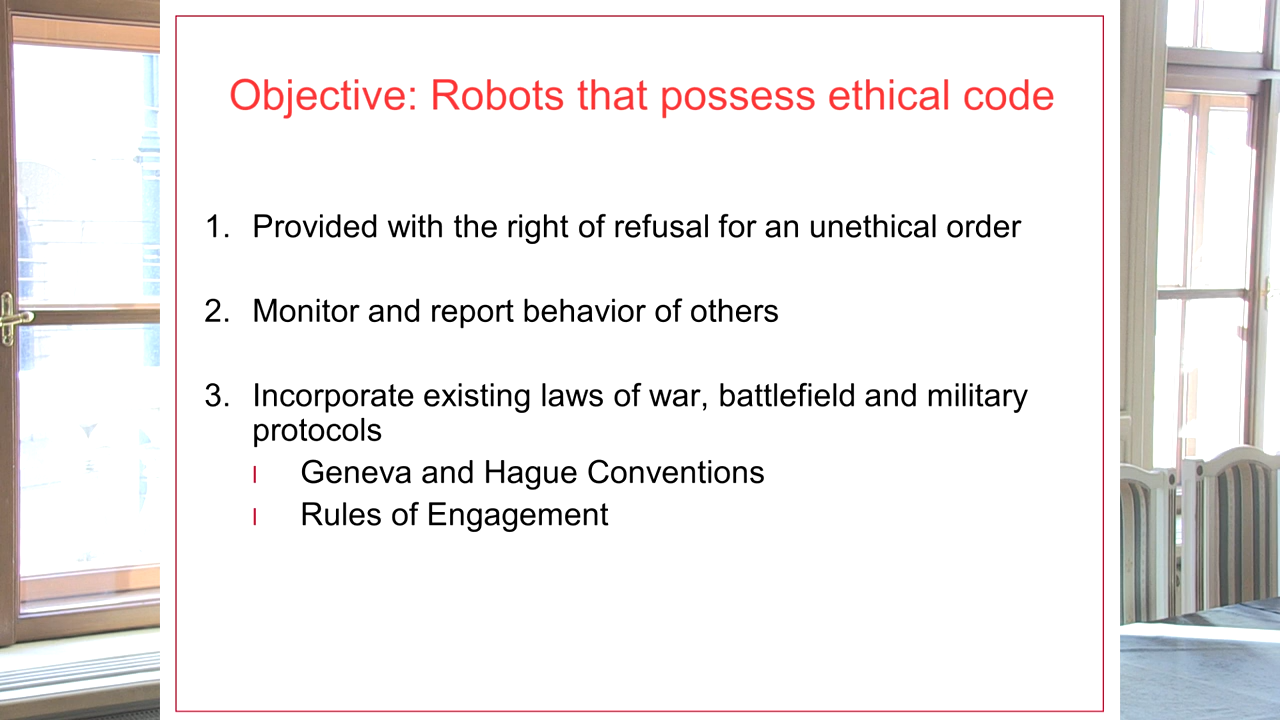 Objective: Robots that possess ethical code
1. Provided with the right of refusal for an unethical order
2. Monitor and report behavior of others
3. Incorporate existing laws of war, battlefield and military
protocols
l Geneva and Hague Conventions
l Rules of Engagement